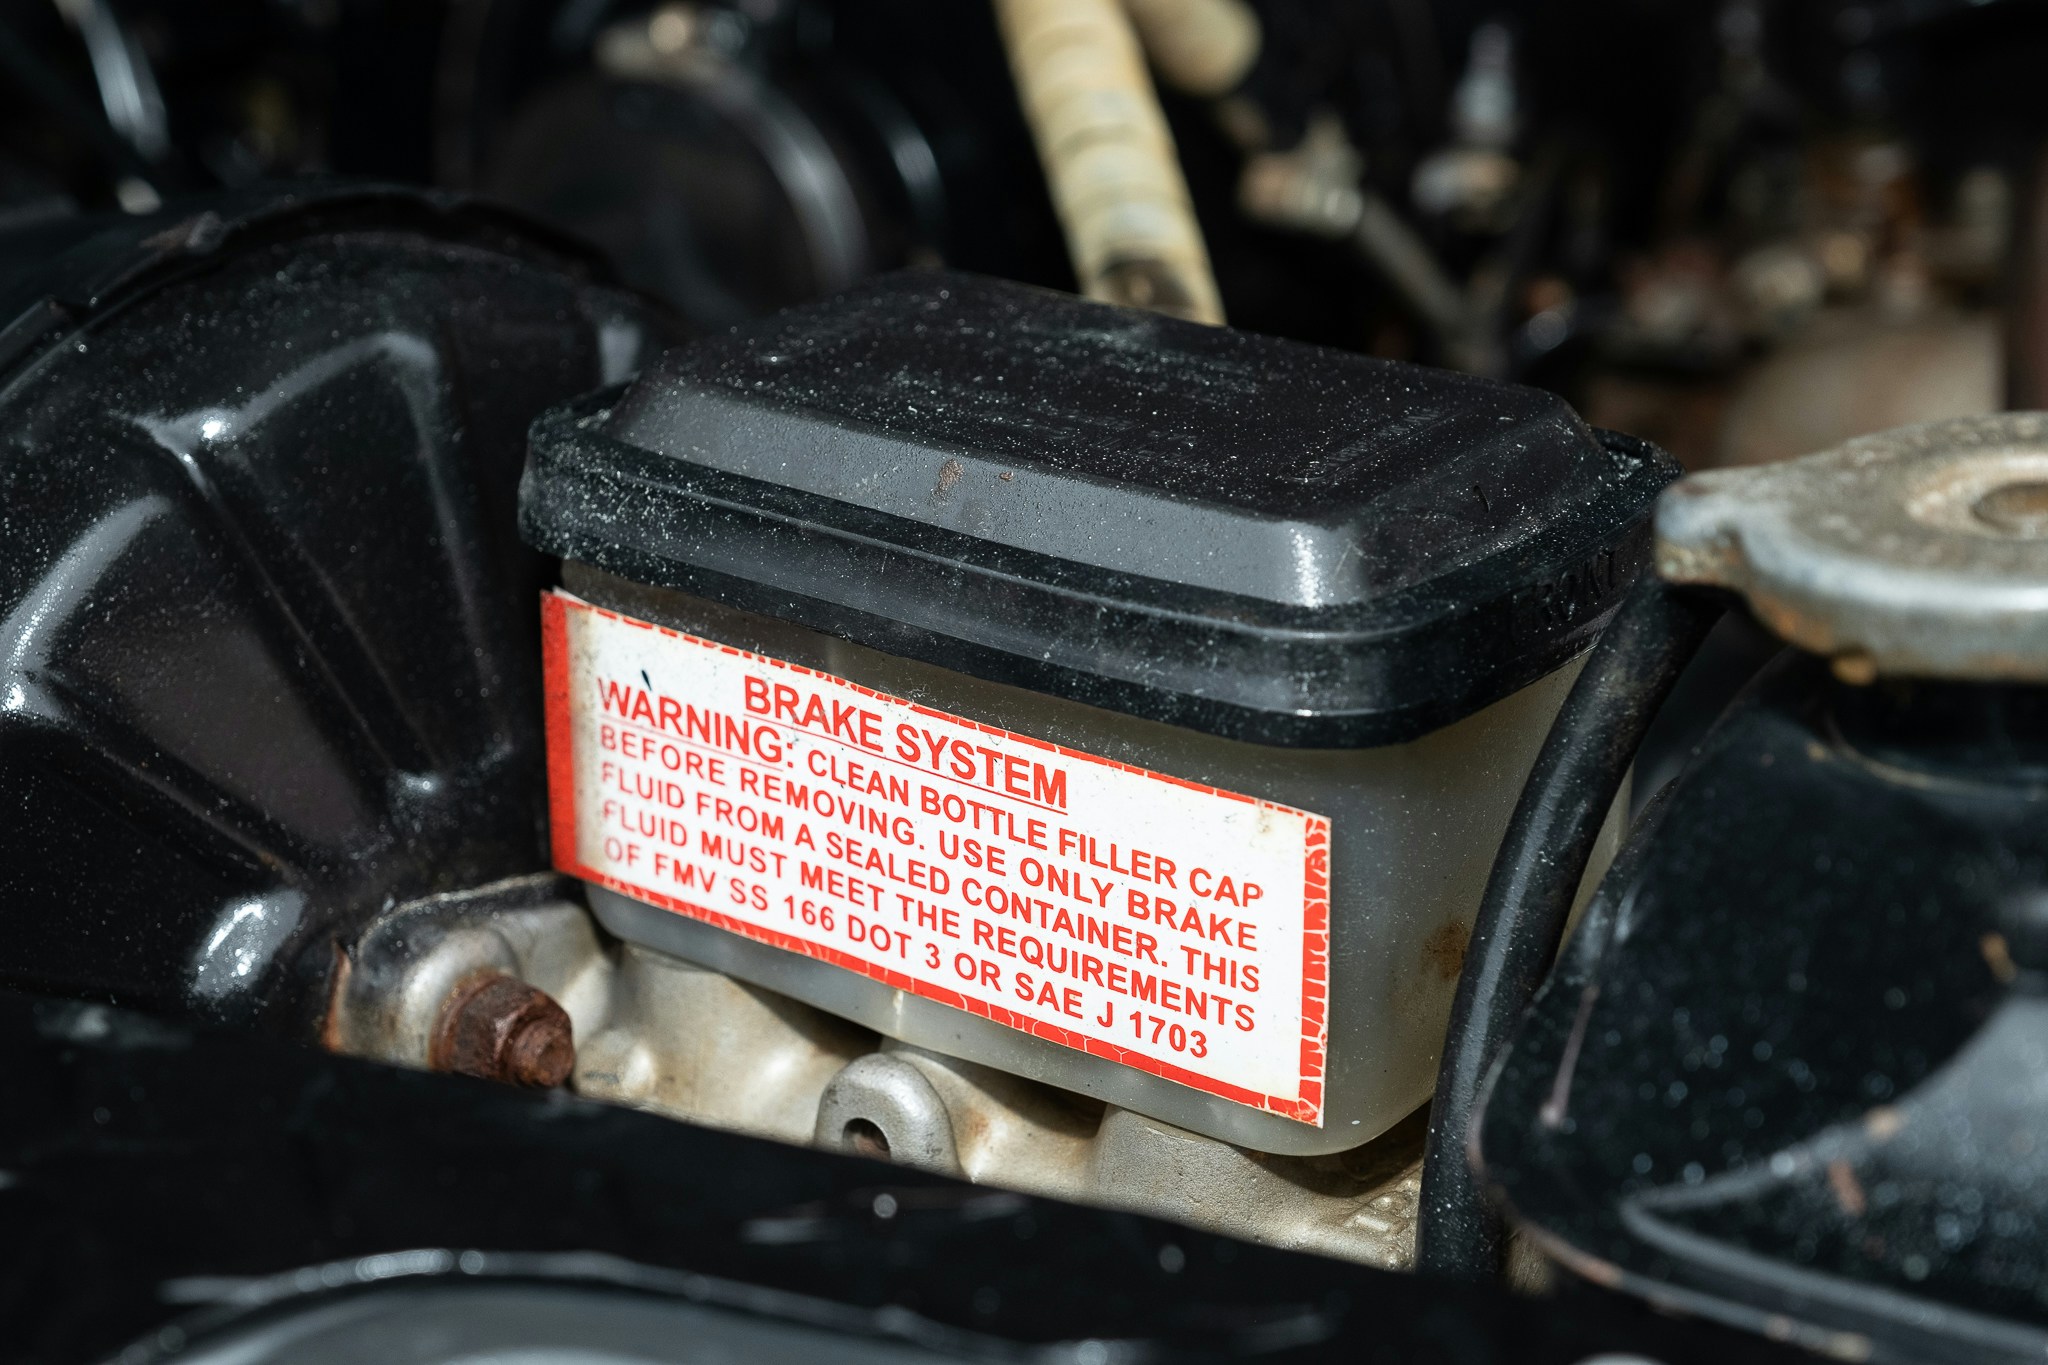 BRAKE SYSTEM
WARNING: CLEAN BOTTLE FILLER CAP
BEFORE REMOVING. USE ONLY BRAKE
FLUID FROM A SEALED CONTAINER. THIS
FLUID MUST MEET THE REQUIREMENTS
OF FMV SS 166 DOT 3 OR SAE J 1703